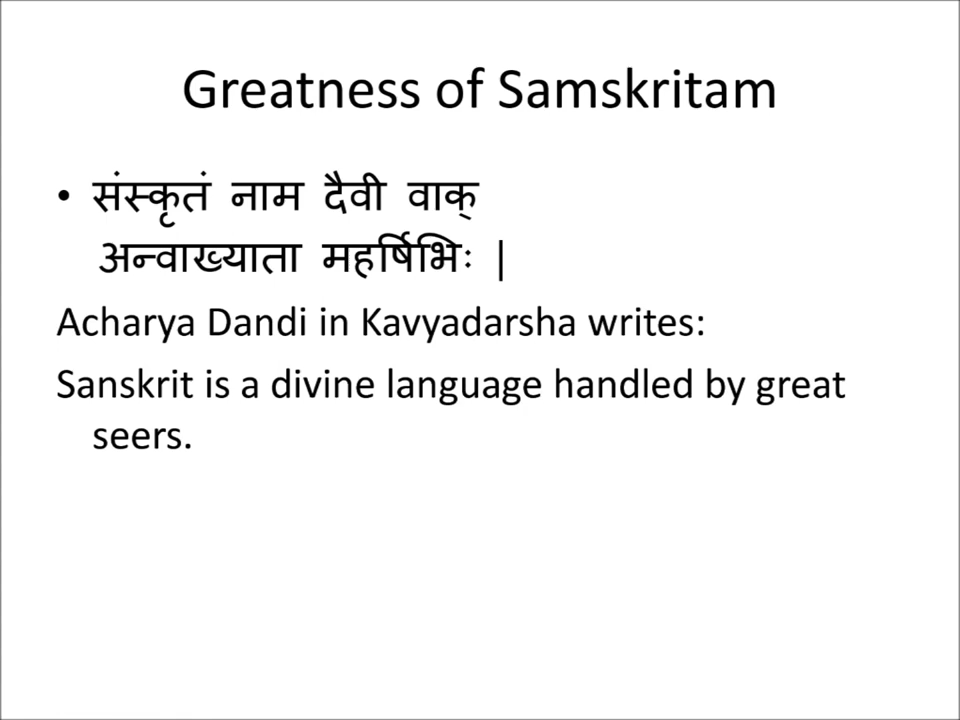 Greatness of Samskritam
• संस्कृतं नाम दैवी वाक्
अन्वाख्याता महर्षिभिः |
Acharya Dandi in Kavyadarsha writes:
Sanskrit is a divine language handled by great
seers.